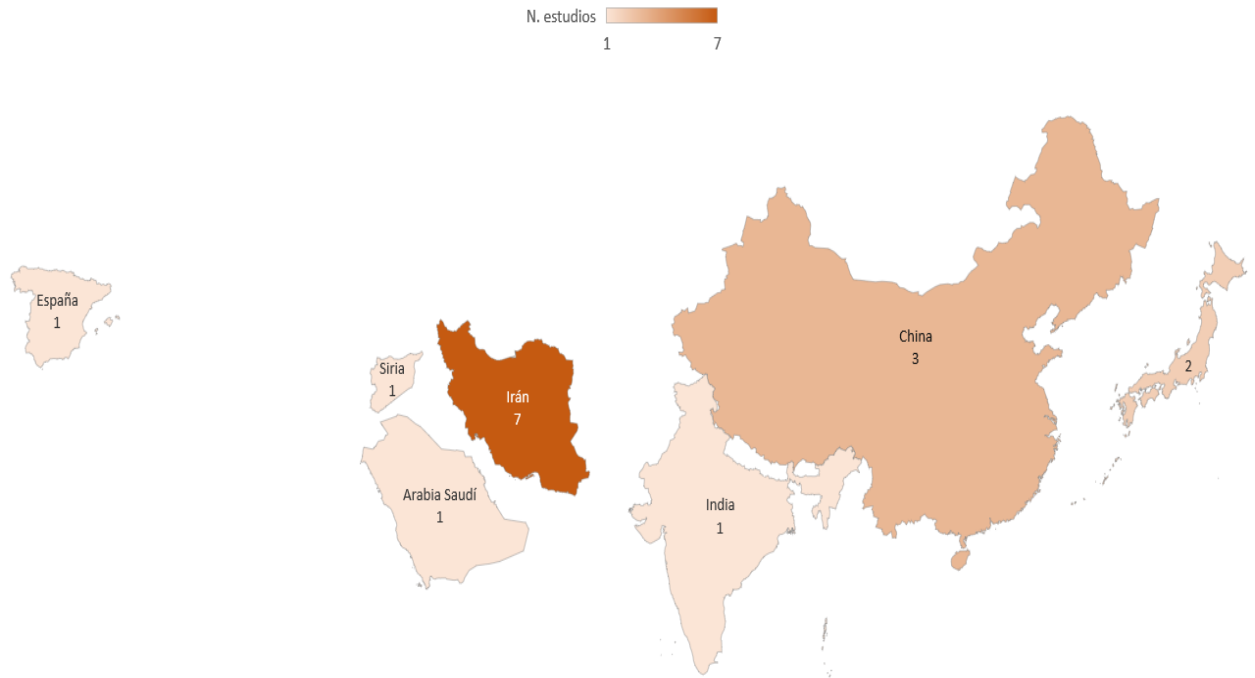 N. estudios
1 7
España
1
Siria
1
Irán
7
Arabia Saudí
1
India
1
China
3
2